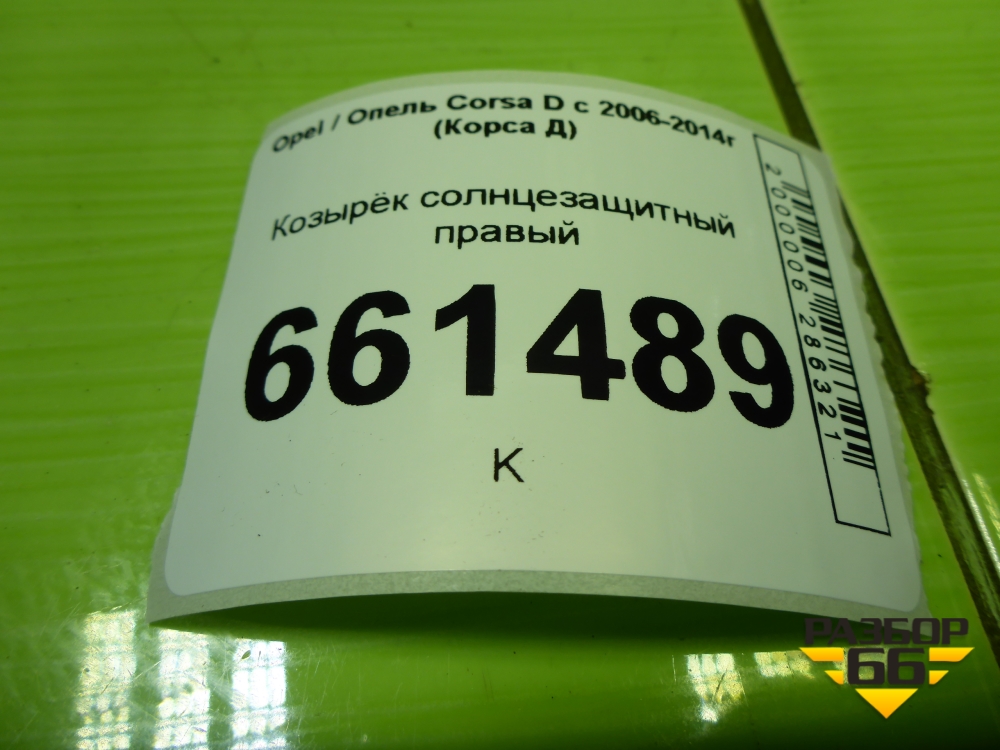 Opel / Опель Corsa D с 2006-2014г
(Корса Д)
Козырёк солнцезащитный
правый
661489
К
2000006286321
РАЗБОР
66